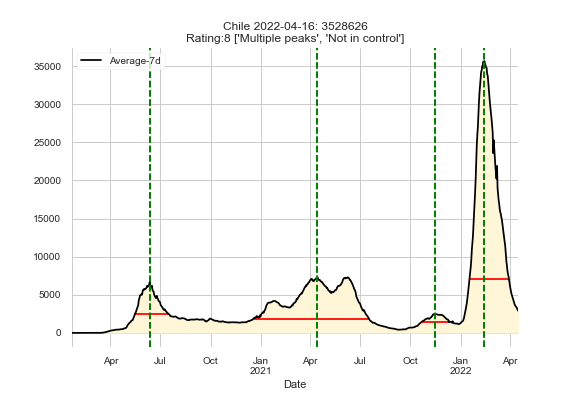 Chile 2022-04-16: 3528626
Rating:8 ['Multiple peaks', 'Not in control']
Average-7d
35000
30000
25000
20000
15000
10000
5000
0
Apr Jul Oct Jan Apr Jul Oct Jan Apr
2021 2022
Date